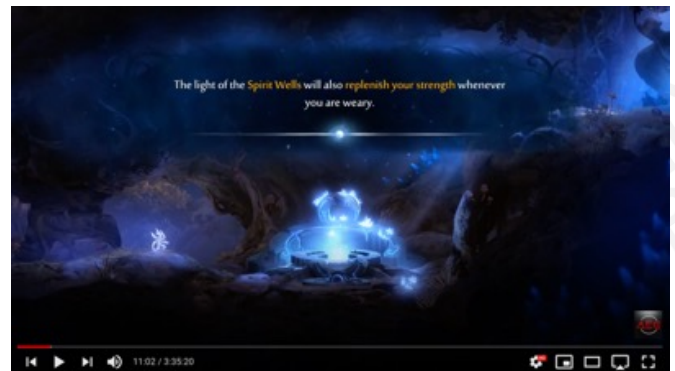 The light of the Spirit Wells will also replenish your strength whenever
you are weary.
11:02 / 3:35:20